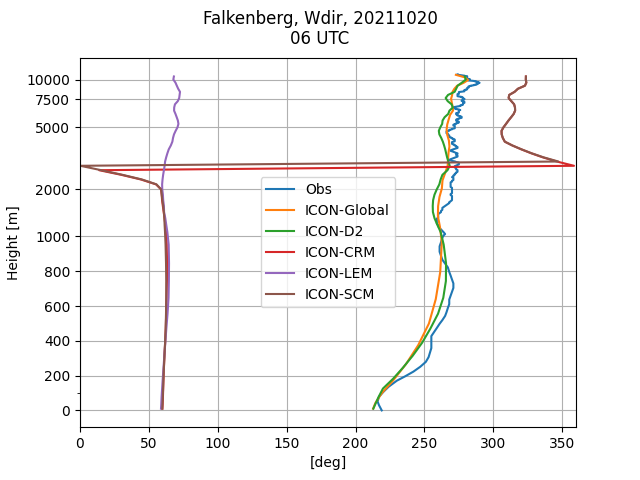 Falkenberg, Wdir, 20211020
06 UTC
Height [m]
10000
7500
5000
2000
1000
800
600
400
200
0
Obs
ICON-Global
ICON-D2
ICON-CRM
ICON-LEM
ICON-SCM
0 50 100 150 200 250 300 350
[deg]